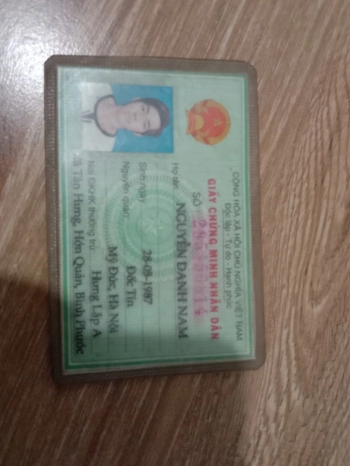 CỘNG HÒA XÃ HỘI CHỦ NGHĨA VIỆT NAM
Độc lập - Tự do - Hạnh phúc
GIẤY CHỨNG MINH NHÂN DÂN
SỐ
Họ tên: NGUYỄN DANH NAM
Sinh ngày: 28-08-1987
Nguyên quán: Đốc Tín
Mỹ Đức, Hà Nội
Nơi ĐKHK thường trú: Hưng Lập A
Xã Tân Hưng, Hớn Quản, Bình Phước